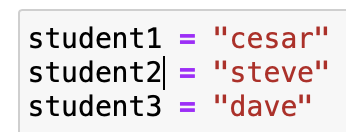 student1 = "cesar"
student2 = "steve"
student3 = "dave"